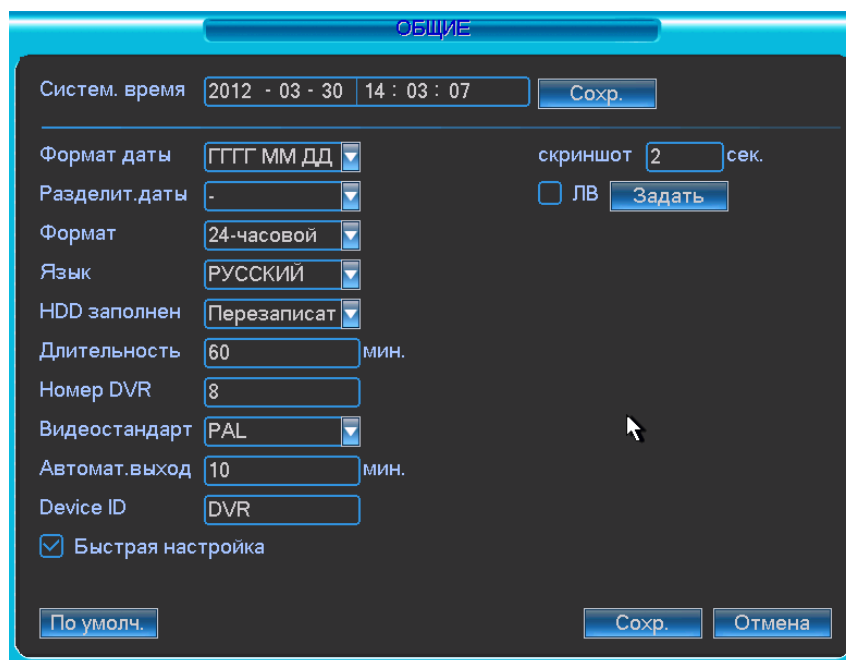 ОБЩИЕ
Систем. время 2012 - 03 - 30 14 : 03 : 07 Сохр.
Формат даты ГГГГ ММ ДД скриншот 2 сек.
Разделит.даты - ЛВ Задать
Формат 24-часовой
Язык РУССКИЙ
HDD заполнен Перезаписат
Длительность 60 мин.
Номер DVR 8
Видеостандарт PAL
Автомат.выход 10 мин.
Device ID DVR
Быстрая настройка
По умолч. Сохр. Отмена